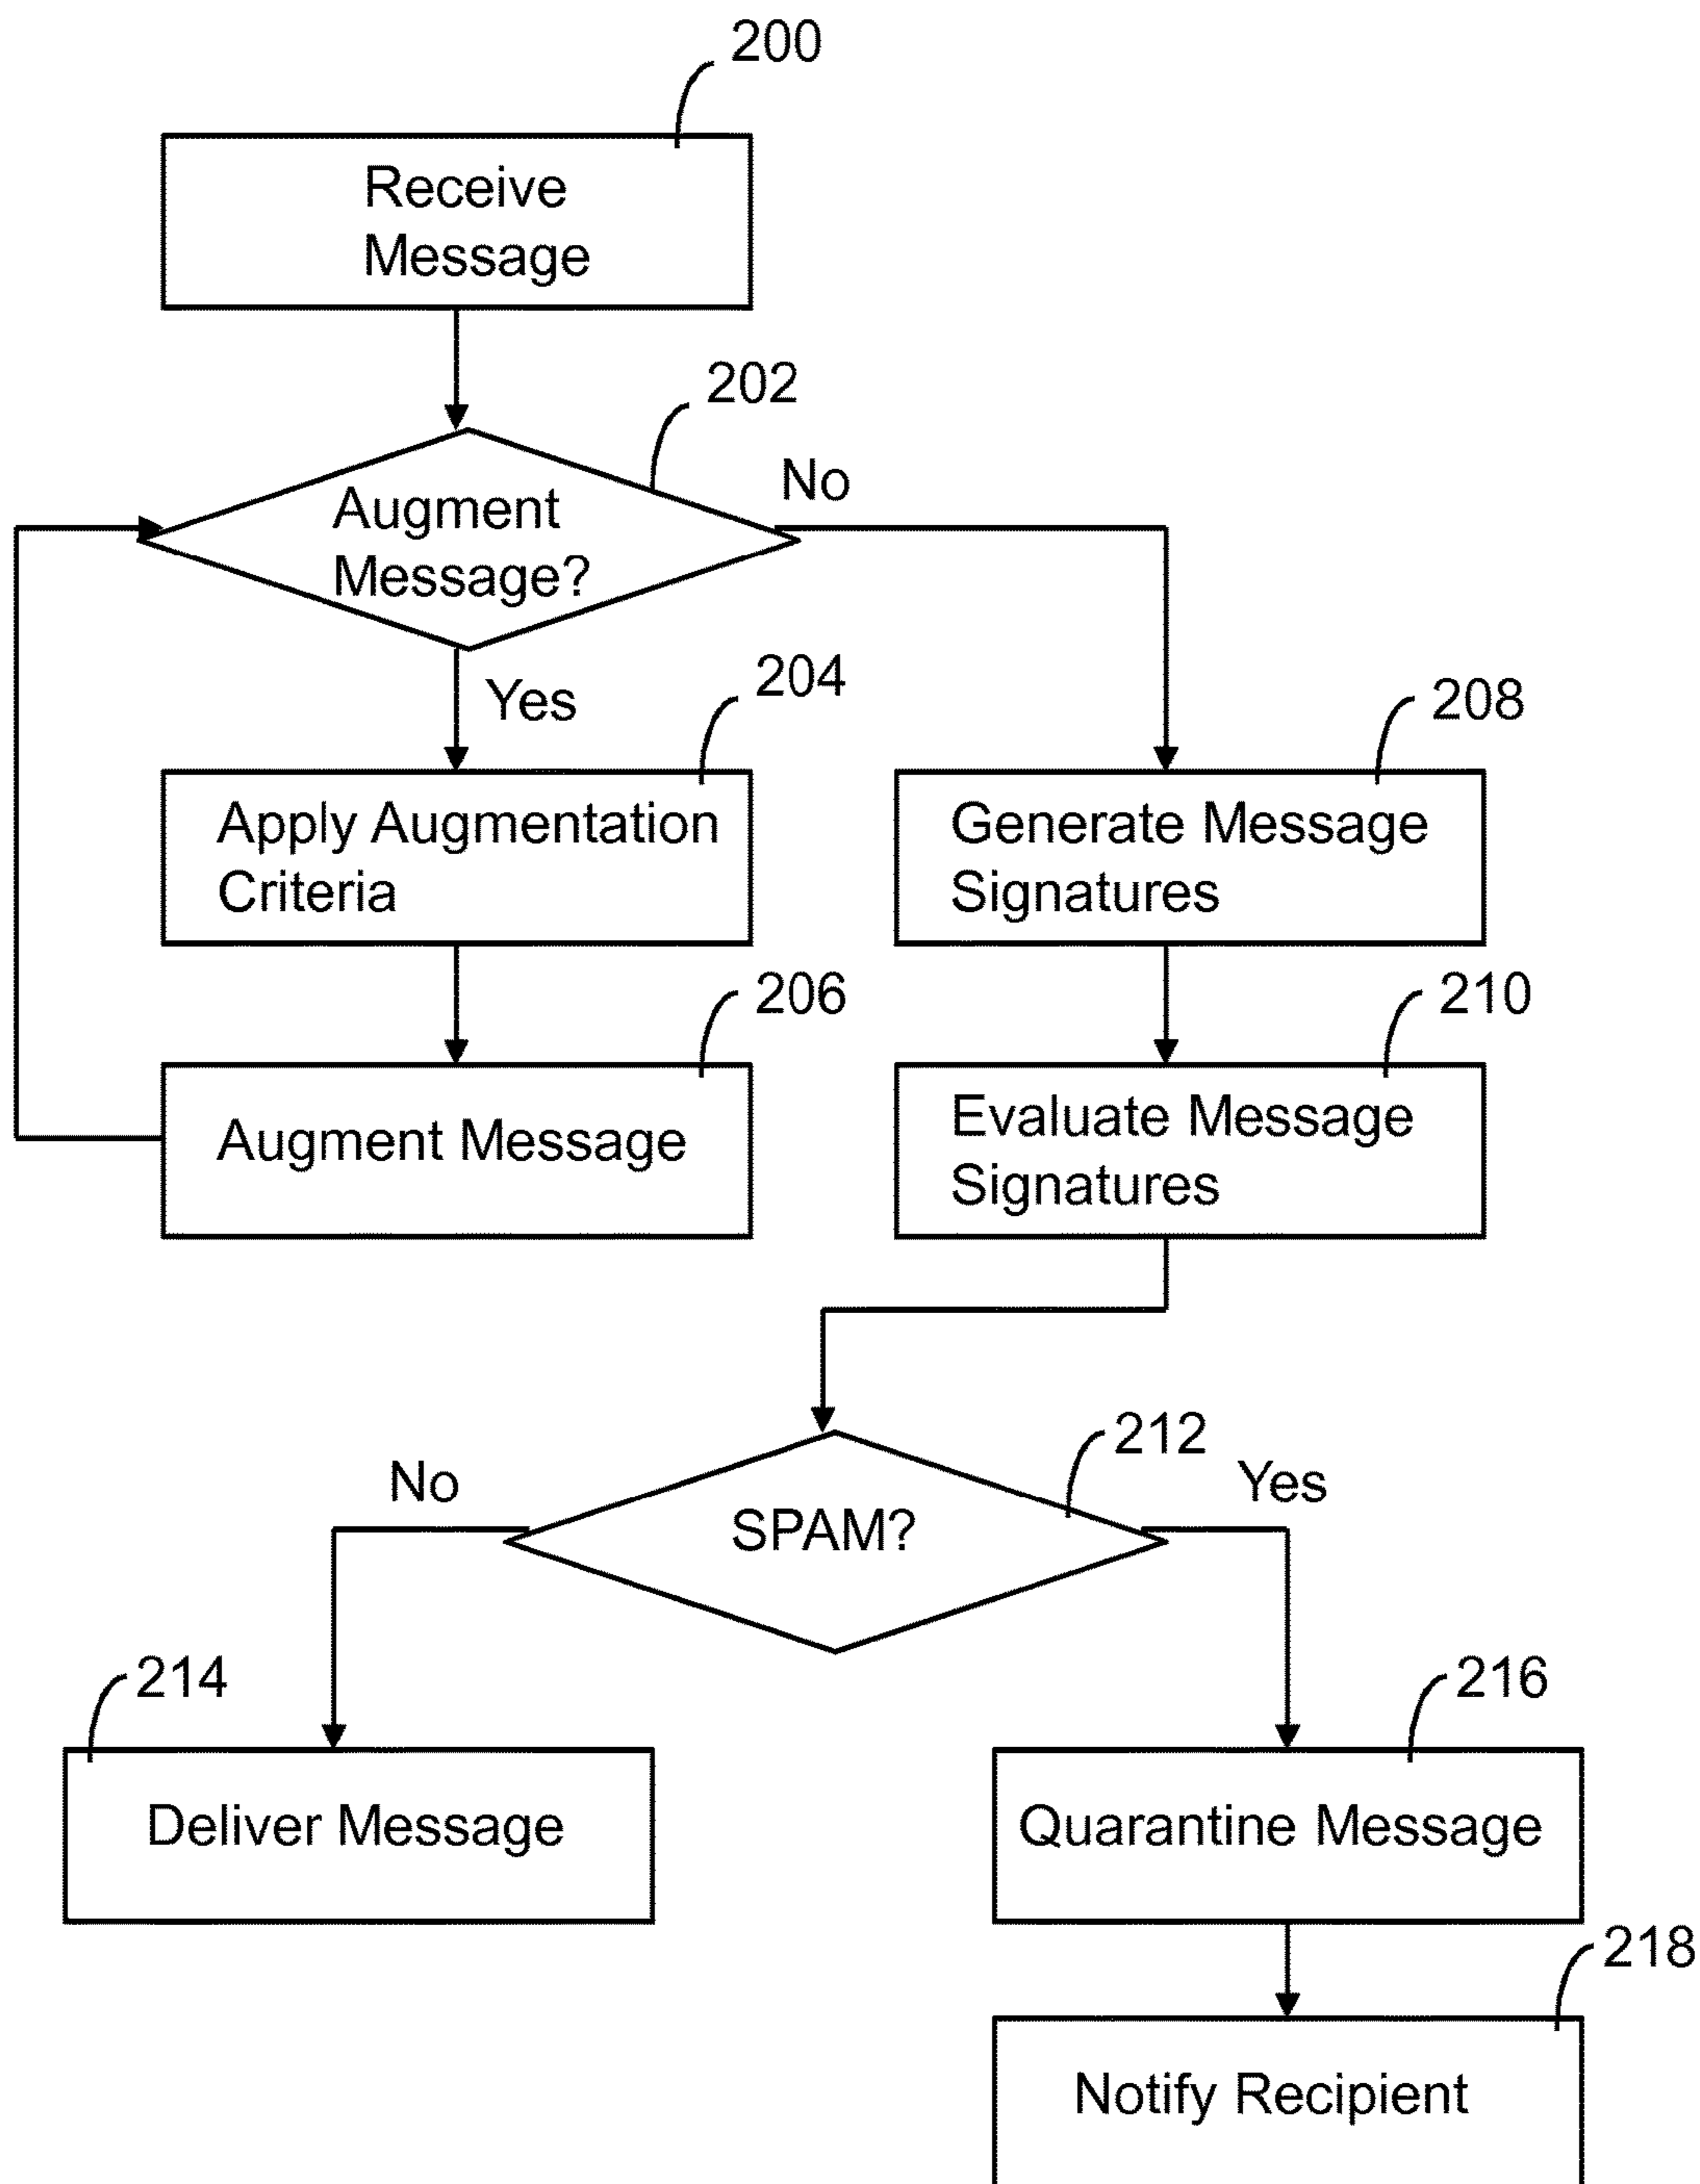 200
Receive
Message
202
No
Augment
Message?
Yes
204
208
Apply Augmentation
Criteria
Generate Message
Signatures
206
210
Augment Message
Evaluate Message
Signatures
212
No
Yes
SPAM?
214
216
Deliver Message
Quarantine Message
218
Notify Recipient